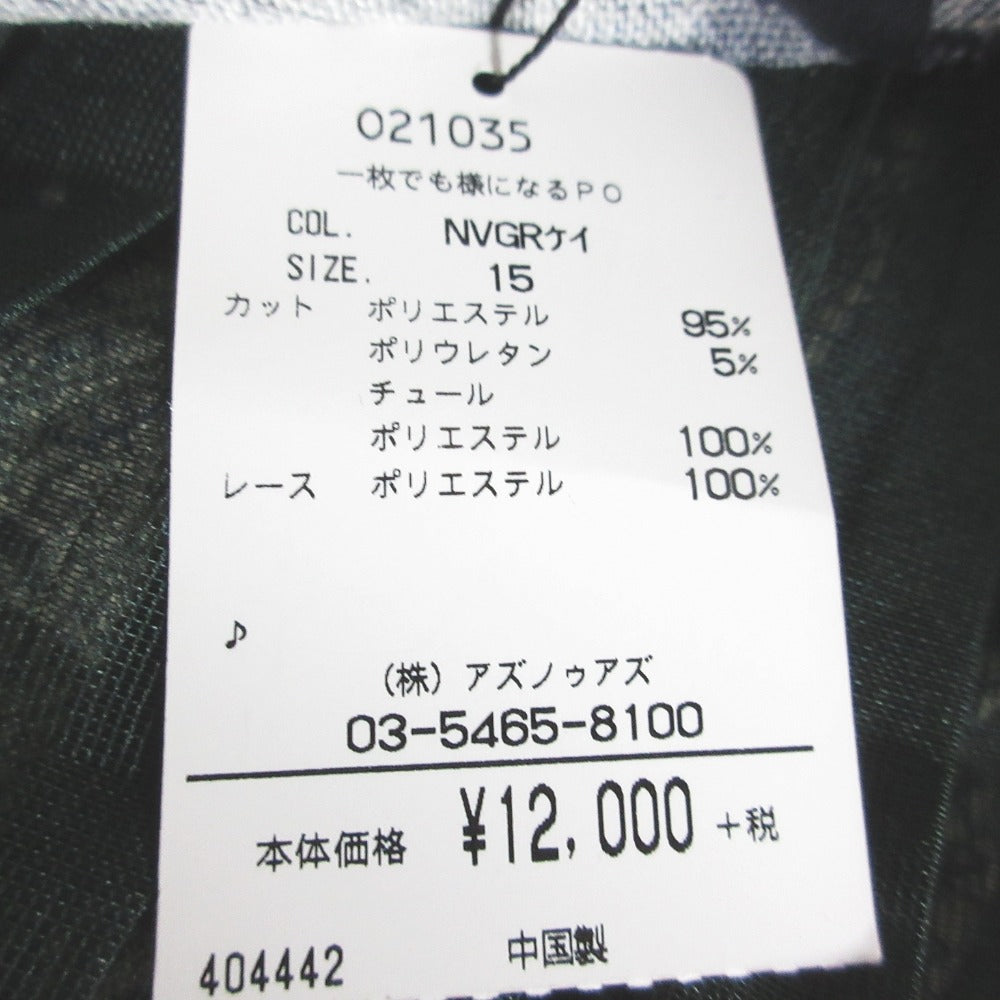 021035
一枚でも様になるPO
COL. NVGRケイ
SIZE. 15
カット ポリエステル 95%
ポリウレタン 5%
チュール
ポリエステル 100%
レース ポリエステル 100%
♪
(株) アズノゥアズ
03-5465-8100
本体価格 ¥12,000 +税
404442 中国製